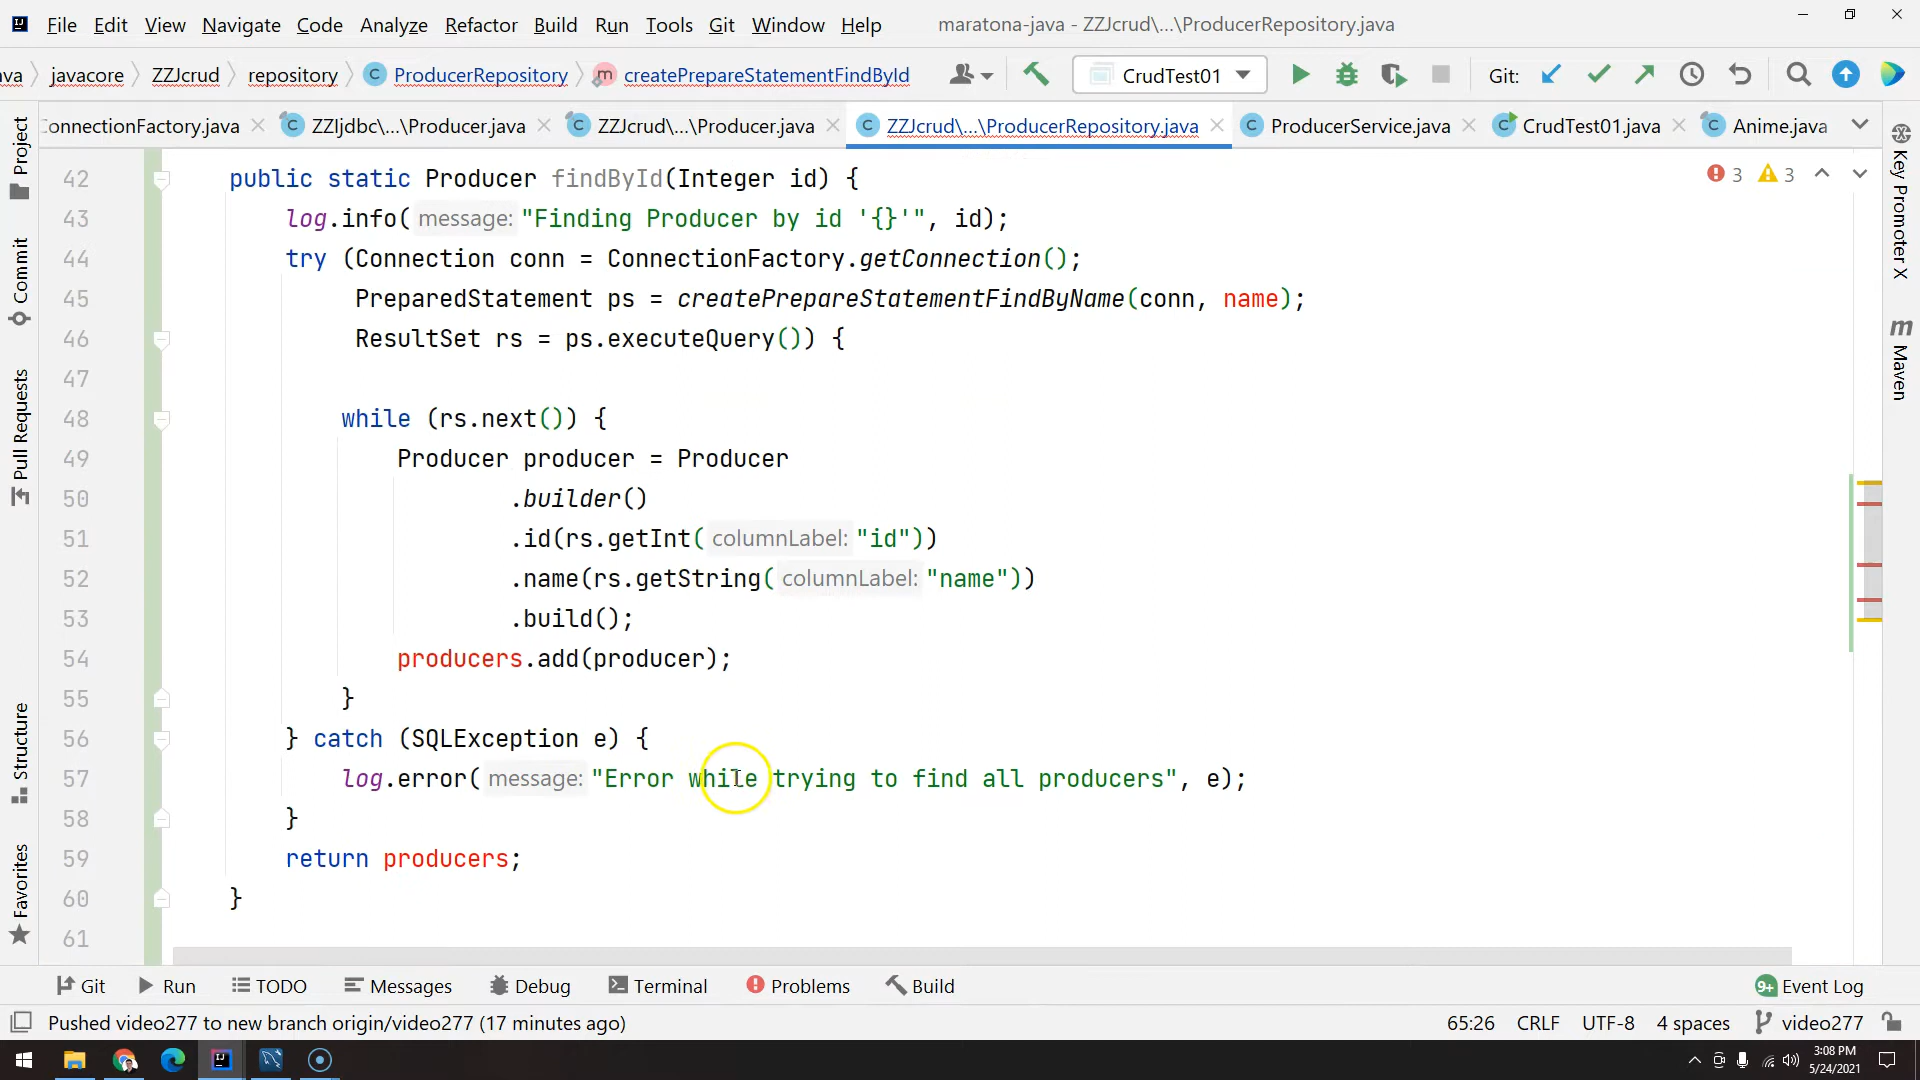 File Edit View Navigate Code Analyze Refactor Build Run Tools Git Window Help maratona-java - ZZJcrud\...\ProducerRepository.java
va javacore ZZJcrud repository C ProducerRepository m createPrepareStatementFindById CrudTest01 Git:
onnectionFactory.java ZZIjdbc\...\Producer.java ZZJcrud\...\Producer.java ZZJcrud\...\ProducerRepository.java ProducerService.java CrudTest01.java Anime.java
Project
Commit
Pull Requests
Structure
Favorites
42 public static Producer findById(Integer id) {
43 log.info( message: "Finding Producer by id '{}'", id);
44 try (Connection conn = ConnectionFactory.getConnection();
45 PreparedStatement ps = createPrepareStatementFindByName(conn, name);
46 ResultSet rs = ps.executeQuery()) {
47
48 while (rs.next()) {
49 Producer producer = Producer
50 .builder()
51 .id(rs.getInt( columnLabel: "id"))
52 .name(rs.getString( columnLabel: "name"))
53 .build();
54 producers.add(producer);
55 }
56 } catch (SQLException e) {
57 log.error( message: "Error while trying to find all producers", e);
58 }
59 return producers;
60 }
61
3 3
Key Promoter X
m Maven
Git Run TODO Messages Debug Terminal Problems Build 9+ Event Log
Pushed video277 to new branch origin/video277 (17 minutes ago) 65:26 CRLF UTF-8 4 spaces video277
3:08 PM
5/24/2021